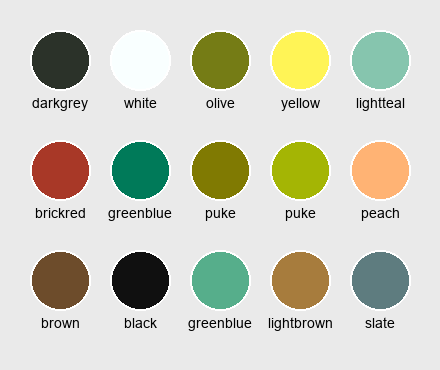 darkgrey white olive yellow lightteal
brickred greenblue puke puke peach
brown black greenblue lightbrown slate